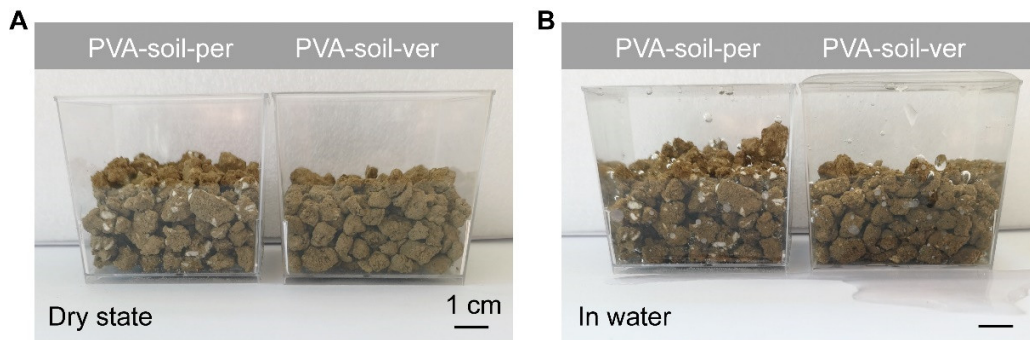 A
PVA-soil-per PVA-soil-ver
Dry state
1 cm
B
PVA-soil-per PVA-soil-ver
In water